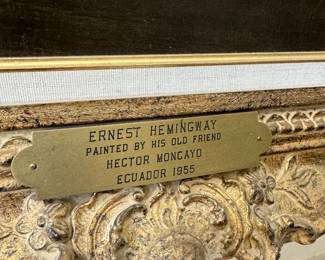 ERNEST HEMINGWAY
PAINTED BY HIS OLD FRIEND
HECTOR MONCAYO
ECUADOR 1955